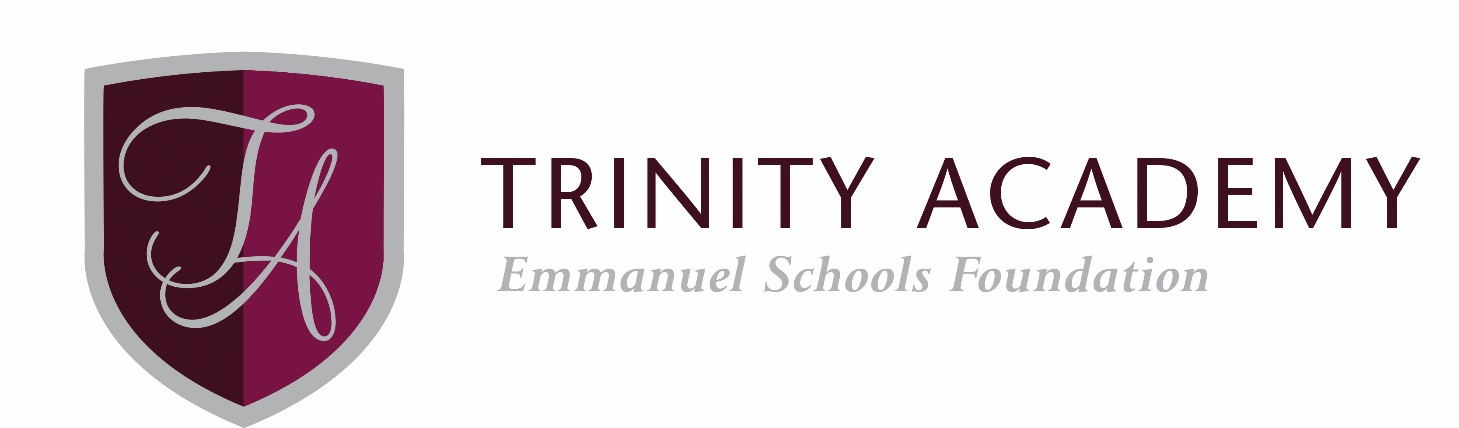 TA
TRINITY ACADEMY
Emmanuel Schools Foundation